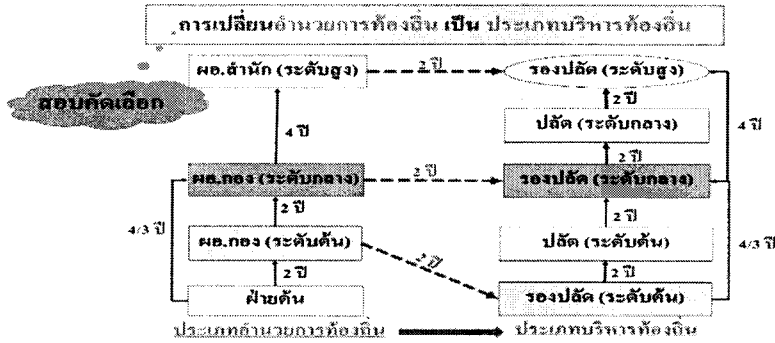 การเปลี่ยนอำนวยการท้องถิ่น เป็น ประเภทบริหารท้องถิ่น
ผอ.สำนัก (ระดับสูง) 2 ปี รองปลัด (ระดับสูง)
สอบคัดเลือก
2 ปี
4 ปี ปลัด (ระดับกลาง) 4 ปี
2 ปี
ผอ.กอง (ระดับกลาง) 2 ปี รองปลัด (ระดับกลาง)
4/3 ปี 2 ปี 2 ปี 4/3 ปี
ผอ.กอง (ระดับต้น) 2 ปี ปลัด (ระดับต้น)
2 ปี 2 ปี
ฝ่ายต้น รองปลัด (ระดับต้น)
ประเภทอำนวยการท้องถิ่น ประเภทบริหารท้องถิ่น